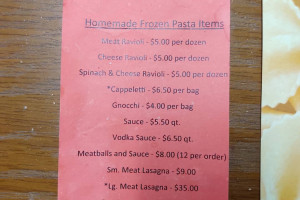 Homemade Frozen Pasta Items
Meat Ravioli - $5.00 per dozen
Cheese Ravioli - $5.00 per dozen
Spinach & Cheese Ravioli - $5.00 per dozen
*Cappeletti - $6.50 per bag
Gnocchi - $4.00 per bag
Sauce - $5.50 qt.
Vodka Sauce - $6.50 qt.
Meatballs and Sauce - $8.00 (12 per order)
Sm. Meat Lasagna - $9.00
*Lg. Meat Lasagna - $35.00